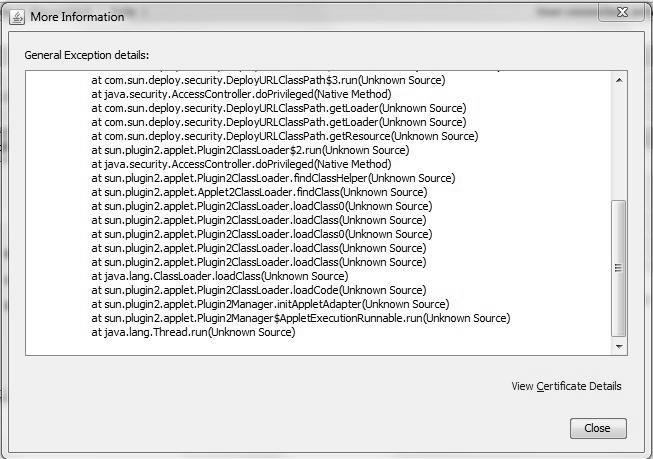 More Information
General Exception details:
at com.sun.deploy.security.DeployURLClassPath$3.run(Unknown Source)
at java.security.AccessController.doPrivileged(Native Method)
at com.sun.deploy.security.DeployURLClassPath.getLoader(Unknown Source)
at com.sun.deploy.security.DeployURLClassPath.getLoader(Unknown Source)
at com.sun.deploy.security.DeployURLClassPath.getResource(Unknown Source)
at sun.plugin2.applet.Plugin2ClassLoader$2.run(Unknown Source)
at java.security.AccessController.doPrivileged(Native Method)
at sun.plugin2.applet.Plugin2ClassLoader.findClassHelper(Unknown Source)
at sun.plugin2.applet.Applet2ClassLoader.findClass(Unknown Source)
at sun.plugin2.applet.Plugin2ClassLoader.loadClass0(Unknown Source)
at sun.plugin2.applet.Plugin2ClassLoader.loadClass(Unknown Source)
at sun.plugin2.applet.Plugin2ClassLoader.loadClass0(Unknown Source)
at sun.plugin2.applet.Plugin2ClassLoader.loadClass(Unknown Source)
at sun.plugin2.applet.Plugin2ClassLoader.loadClass(Unknown Source)
at java.lang.ClassLoader.loadClass(Unknown Source)
at sun.plugin2.applet.Plugin2ClassLoader.loadCode(Unknown Source)
at sun.plugin2.applet.Plugin2Manager.initAppletAdapter(Unknown Source)
at sun.plugin2.applet.Plugin2Manager$AppletExecutionRunnable.run(Unknown Source)
at java.lang.Thread.run(Unknown Source)
View Certificate Details
Close